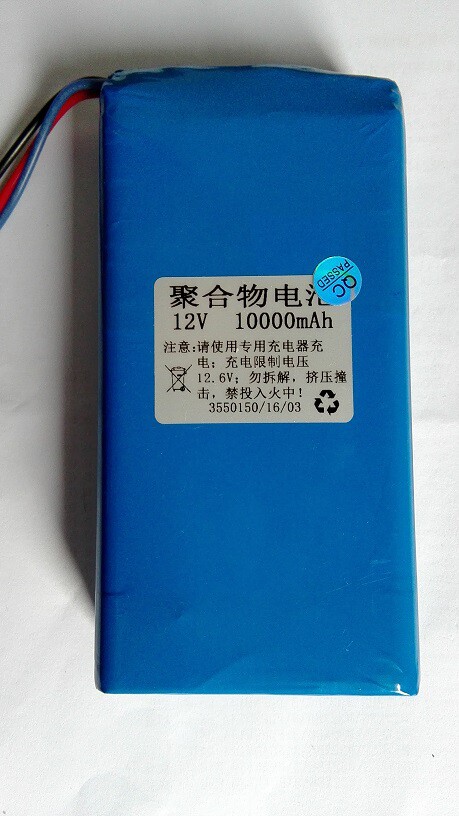 聚合物电池
12V 10000mAh
注意:请使用专用充电器充
电；充电限制电压
12.6V；勿拆解，挤压撞
击，禁投入火中！
3550150/16/03
QC
PASSED